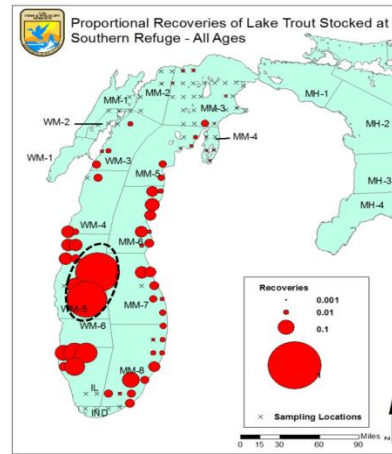 Proportional Recoveries of Lake Trout Stocked at
Southern Refuge - All Ages
MH-1
MM-2
MM-1
MM-3
WM-2
MH-2
MM-4
WM-1
WM-3
MM-5
MH-3
MH-4
WM-4
MM-6
WM-5
MM-7
WM-6
MM-8
IL
IND
Recoveries
0.001
0.01
0.1
1
Sampling Locations
Miles
0 15 30 60 90
N